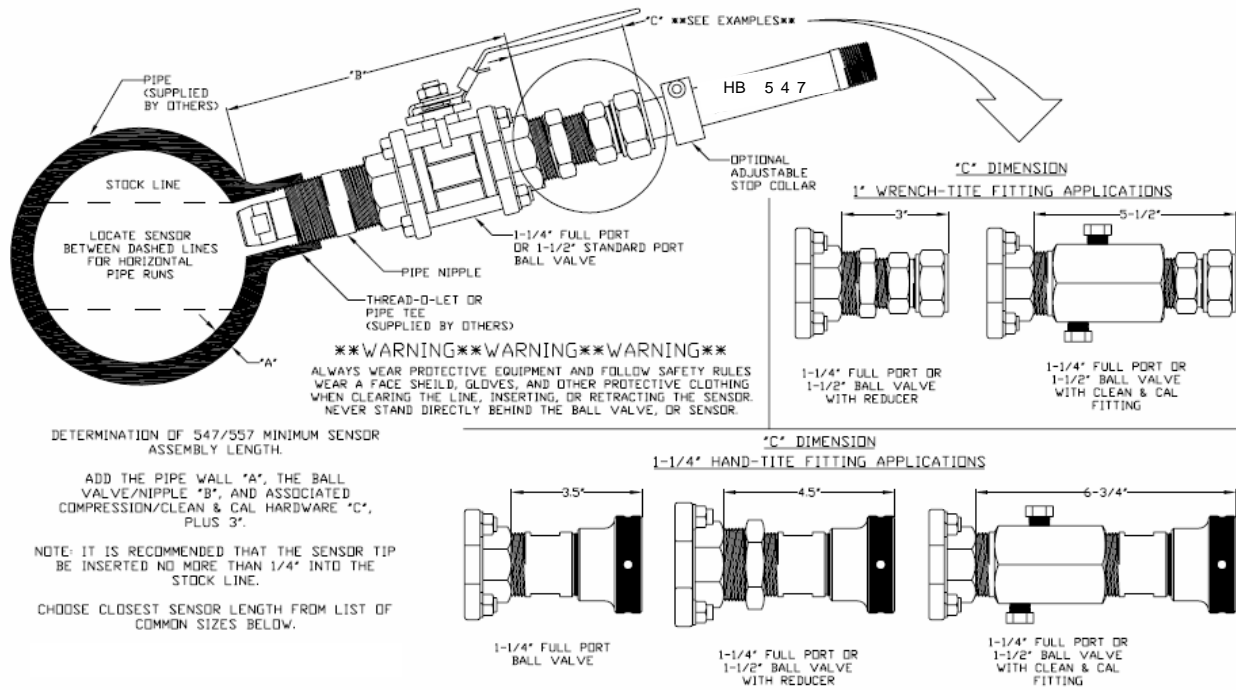 "C" **SEE EXAMPLES**
"B"
PIPE
(SUPPLIED
BY OTHERS)
HB 547
OPTIONAL
ADJUSTABLE
STOP COLLAR
STOCK LINE
LOCATE SENSOR
BETWEEN DASHED LINES
FOR HORIZONTAL
PIPE RUNS
1-1/4" FULL PORT
OR 1-1/2" STANDARD PORT
BALL VALVE
PIPE NIPPLE
THREAD-O-LET OR
PIPE TEE
(SUPPLIED BY OTHERS)
"A"
**WARNING**WARNING**WARNING**
ALWAYS WEAR PROTECTIVE EQUIPMENT AND FOLLOW SAFETY RULES
WEAR A FACE SHEILD, GLOVES, AND OTHER PROTECTIVE CLOTHING
WHEN CLEARING THE LINE, INSERTING, OR RETRACTING THE SENSOR.
NEVER STAND DIRECTLY BEHIND THE BALL VALVE, OR SENSOR.
"C" DIMENSION
1" WRENCH-TITE FITTING APPLICATIONS
3"
5-1/2"
1-1/4" FULL PORT OR
1-1/2" BALL VALVE
WITH REDUCER
1-1/4" FULL PORT OR
1-1/2" BALL VALVE
WITH CLEAN & CAL
FITTING
DETERMINATION OF 547/557 MINIMUM SENSOR
ASSEMBLY LENGTH.
ADD THE PIPE WALL "A", THE BALL
VALVE/NIPPLE "B", AND ASSOCIATED
COMPRESSION/CLEAN & CAL HARDWARE "C",
PLUS 3".
NOTE: IT IS RECOMMENDED THAT THE SENSOR TIP
BE INSERTED NO MORE THAN 1/4" INTO THE
STOCK LINE.
CHOOSE CLOSEST SENSOR LENGTH FROM LIST OF
COMMON SIZES BELOW.
"C" DIMENSION
1-1/4" HAND-TITE FITTING APPLICATIONS
3.5"
4.5"
6-3/4"
1-1/4" FULL PORT
BALL VALVE
1-1/4" FULL PORT OR
1-1/2" BALL VALVE
WITH REDUCER
1-1/4" FULL PORT OR
1-1/2" BALL VALVE
WITH CLEAN & CAL
FITTING